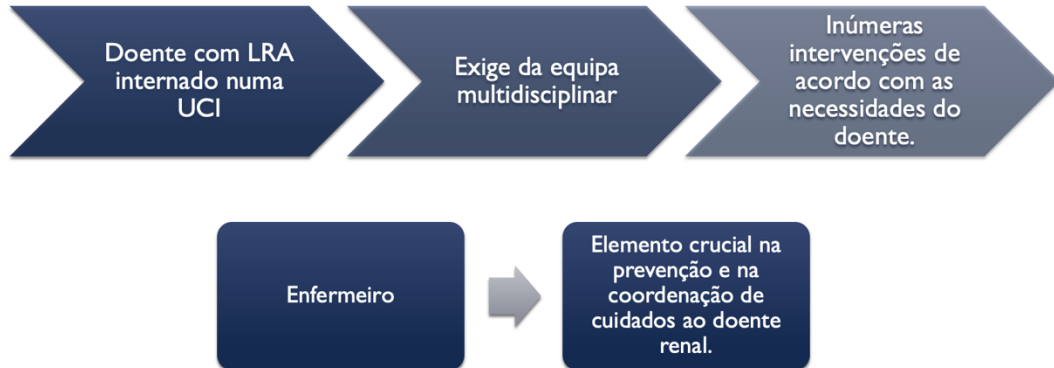 Doente com LRA
internado numa
UCI
Exige da equipa
multidisciplinar
Inúmeras
intervenções de
acordo com as
necessidades do
doente.
Enfermeiro
Elemento crucial na
prevenção e na
coordenação de
cuidados ao doente
renal.